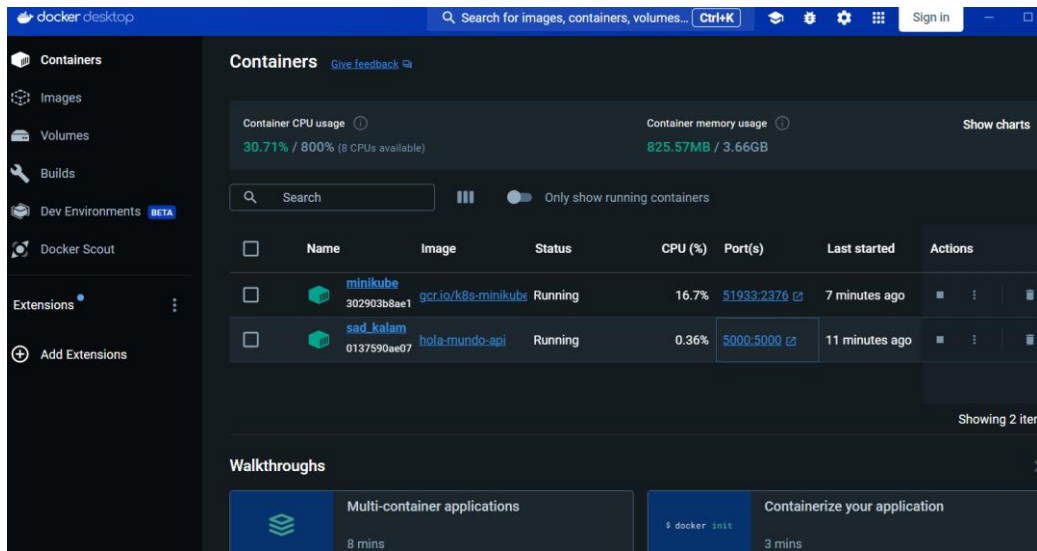 docker desktop
Search for images, containers, volumes... Ctrl+K
Sign in
Containers
Images
Volumes
Builds
Dev Environments BETA
Docker Scout
Extensions
Add Extensions
Containers Give feedback
Container CPU usage
30.71% / 800% (8 CPUs available)
Container memory usage
825.57MB / 3.66GB
Show charts
Search
Only show running containers
Name Image Status CPU (%) Port(s) Last started Actions
minikube
302903b8ae1
gcr.io/k8s-minikube Running 16.7% 51933:2376 7 minutes ago
sad_kalam
0137590ae07
hola-mundo-api Running 0.36% 5000:5000 11 minutes ago
Showing 2 iter
Walkthroughs
Multi-container applications
8 mins
$ docker init
Containerize your application
3 mins